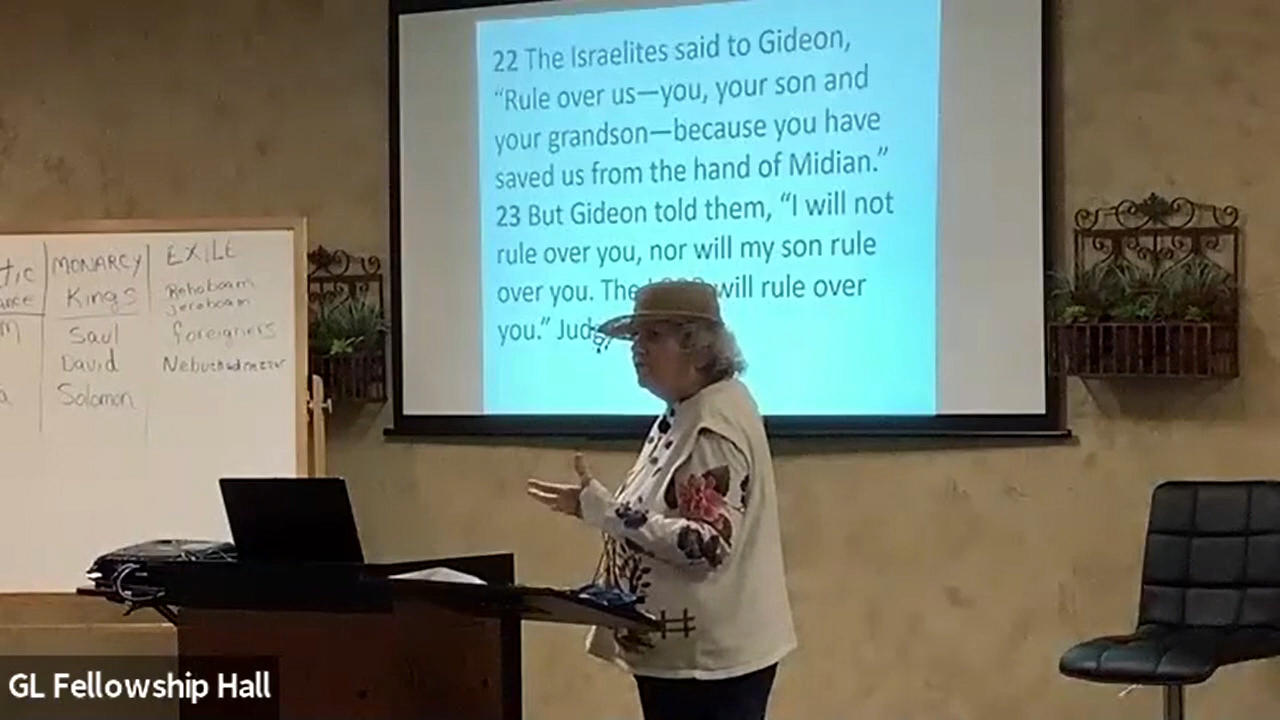 22 The Israelites said to Gideon,
“Rule over us—you, your son and
your grandson—because you have
saved us from the hand of Midian.”
23 But Gideon told them, “I will not
rule over you, nor will my son rule
over you. The will rule over
you.”
MONARCY
EXILE
Kings
Rohoboam
Jeroboam
Saul
foreigners
David
Solomon
GL Fellowship Hall